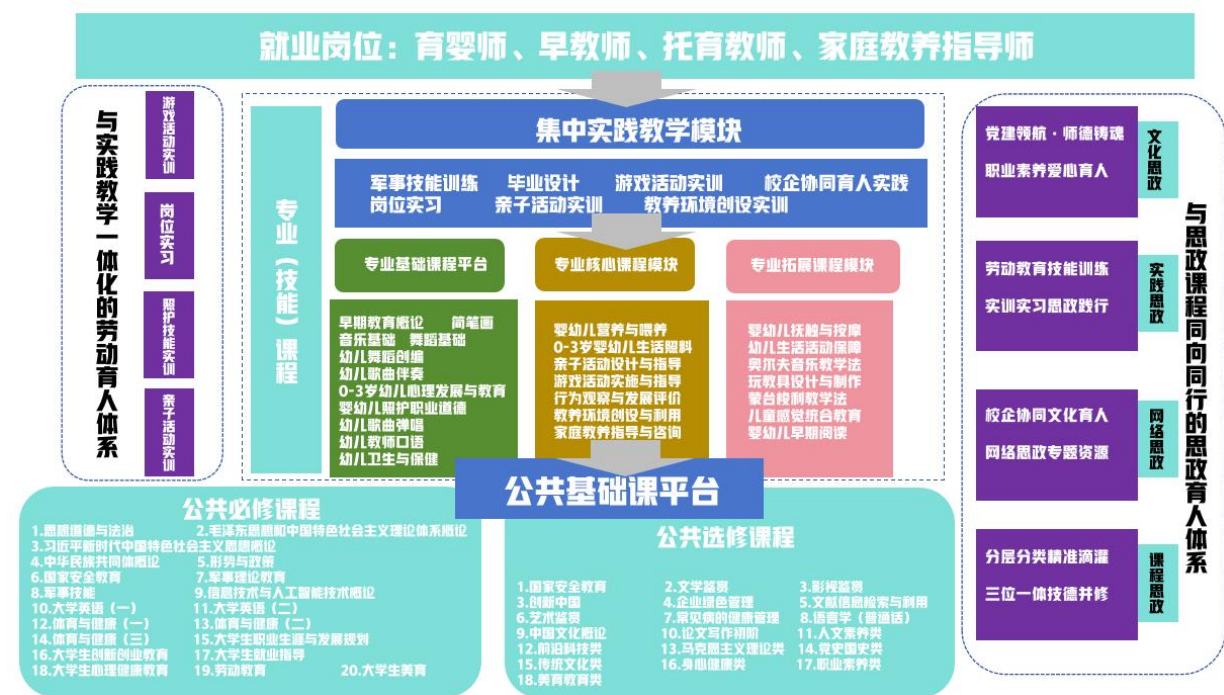 就业岗位：育婴师、早教师、托育教师、家庭教养指导师
与实践教学一体化的劳动育人体系
游戏活动实训
岗位实习
照护技能实训
亲子活动实训
专业（技能）课程
集中实践教学模块
军事技能训练 毕业设计 游戏活动实训 校企协同育人实践
岗位实习 亲子活动实训 教养环境创设实训
专业基础课程平台
早期教育概论 简笔画
音乐基础 舞蹈基础
幼儿舞蹈创编
幼儿歌曲伴奏
0-3岁幼儿心理发展与教育
婴幼儿照护职业道德
幼儿歌曲弹唱
幼儿教师口语
幼儿卫生与保健
专业核心课程模块
婴幼儿营养与喂养
0-3岁婴幼儿生活照料
亲子活动设计与指导
游戏活动实施与指导
行为观察与发展评价
教养环境创设与利用
家庭教养指导与咨询
专业拓展课程模块
婴幼儿抚触与按摩
幼儿生活活动保障
奥尔夫音乐教学法
玩教具设计与制作
蒙台梭利教学法
儿童感觉统合教育
婴幼儿早期阅读
党建领航·师德铸魂
职业素养爱心育人
文化思政
劳动教育技能训练
实训实习思政践行
实践思政
校企协同文化育人
网络思政专题资源
网络思政
分层分类精准滴灌
三位一体技德并修
课程思政
与思政课程同向同行的思政育人体系
公共基础课平台
公共必修课程
1.思想道德与法治 2.毛泽东思想和中国特色社会主义理论体系概论
3.习近平新时代中国特色社会主义思想概论
4.中华民族共同体概论 5.形势与政策
6.国家安全教育 7.军事理论教育
8.军事技能 9.信息技术与人工智能技术概论
10.大学英语（一） 11.大学英语（二）
12.体育与健康（一） 13.体育与健康（二）
14.体育与健康（三） 15.大学生职业生涯与发展规划
16.大学生创新创业教育 17.大学生就业指导
18.大学生心理健康教育 19.劳动教育 20.大学生美育
公共选修课程
1.国家安全教育 2.文学鉴赏 3.影视鉴赏
3.创新中国 4.企业绿色管理 5.文献信息检索与利用
6.艺术鉴赏 7.常见病的健康管理 8.语言学（普通话）
9.中国文化概论 10.论文写作初阶 11.人文素养类
12.前沿科技类 13.马克思主义理论类 14.党史国史类
15.传统文化类 16.身心健康类 17.职业素养类
18.美育教育类